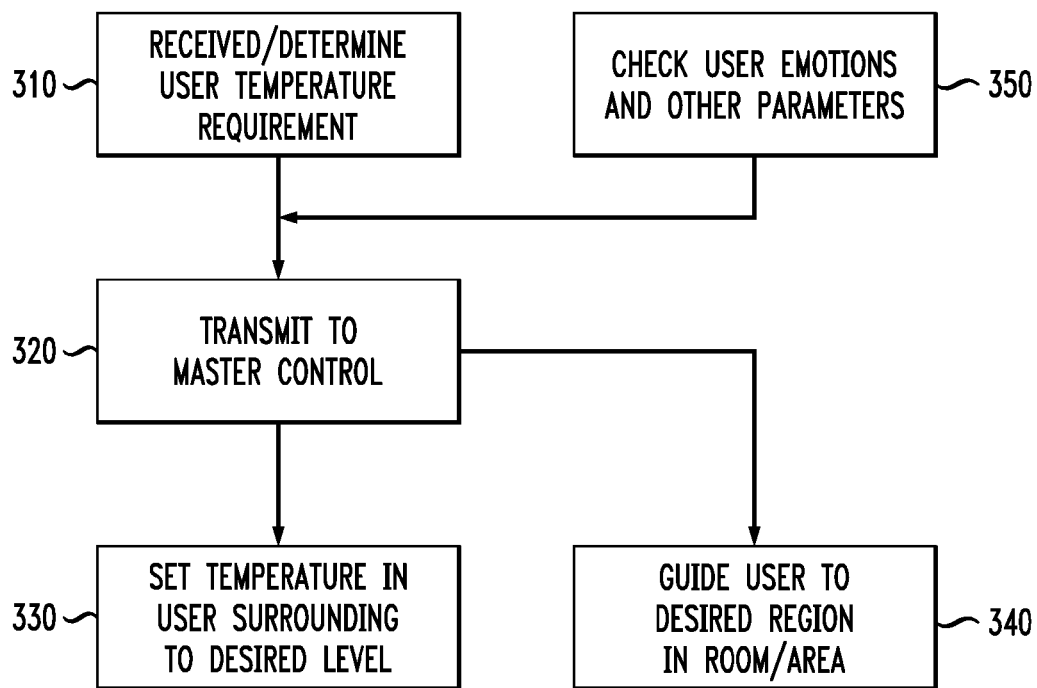 310
RECEIVED/DETERMINE
USER TEMPERATURE
REQUIREMENT
CHECK USER EMOTIONS
AND OTHER PARAMETERS
350
320
TRANSMIT TO
MASTER CONTROL
330
SET TEMPERATURE IN
USER SURROUNDING
TO DESIRED LEVEL
GUIDE USER TO
DESIRED REGION
IN ROOM/AREA
340